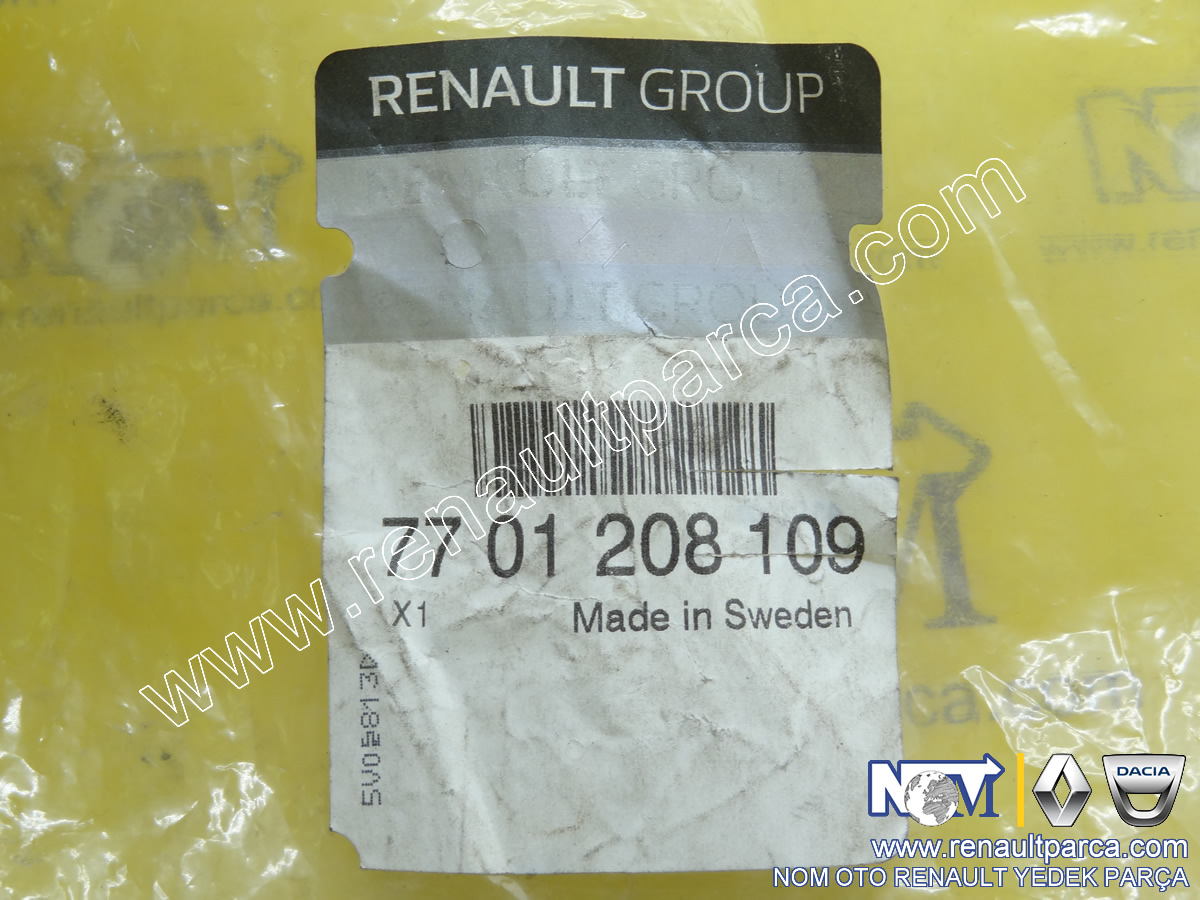 RENAULT GROUP
www.renaultparca.com
77 01 208 109
X1
Made in Sweden
NOM
DACIA
www.renaultparca.com
NOM OTO RENAULT YEDEK PARÇA